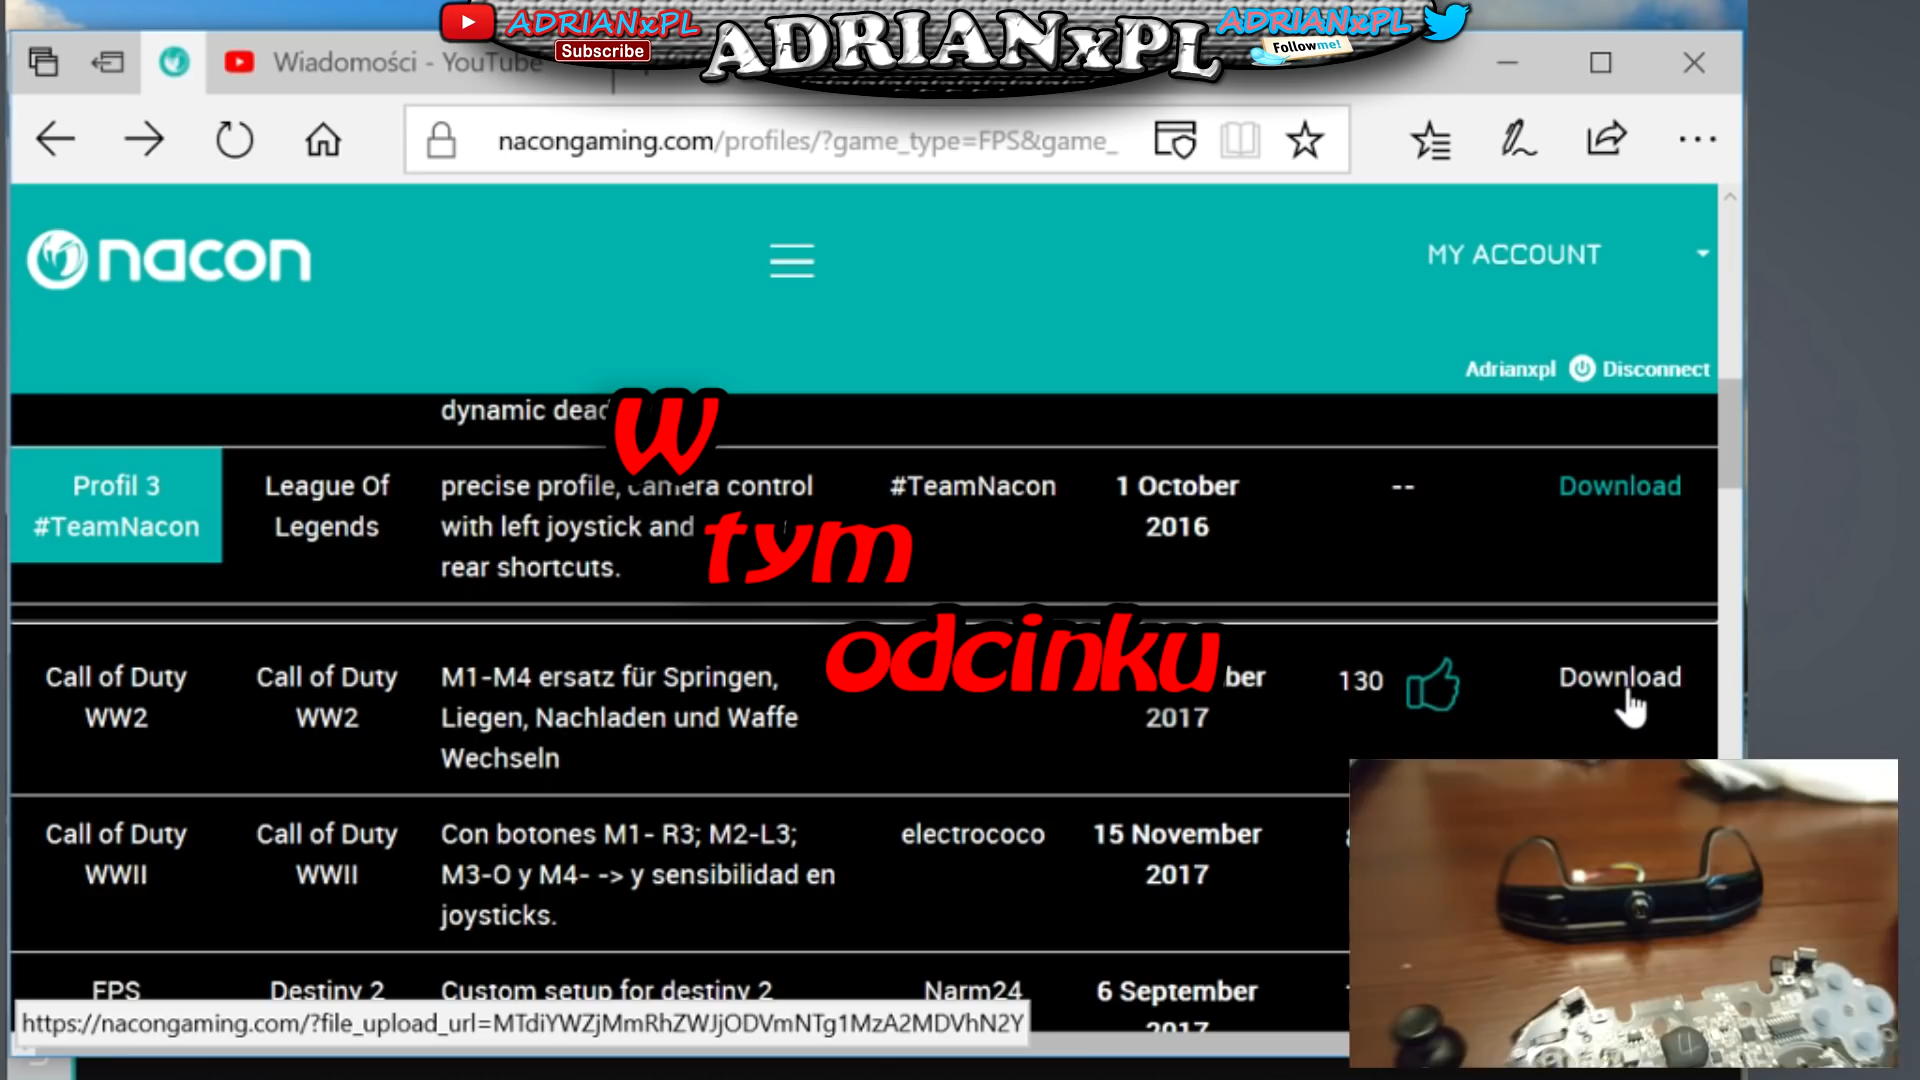 ADRIANxPL
Subscribe
ADRIANxPL
ADRIANxPL
Followme!
Wiadomości - YouTube
nacongaming.com/profiles/?game_type=FPS&game_
nacon
MY ACCOUNT
Adrianxpl Disconnect
dynamic dead
W
tym
odcinku
Profil 3
#TeamNacon
League Of
Legends
precise profile, camera control
with left joystick and
rear shortcuts.
#TeamNacon
1 October
2016
--
Download
Call of Duty
WW2
Call of Duty
WW2
M1-M4 ersatz für Springen,
Liegen, Nachladen und Waffe
Wechseln
ber
2017
130
Download
Call of Duty
WWII
Call of Duty
WWII
Con botones M1- R3; M2-L3;
M3-O y M4- -> y sensibilidad en
joysticks.
electrococo
15 November
2017
FPS
Destiny 2
Custom setup for destiny 2
Narm24
6 September
2017
https://nacongaming.com/?file_upload_url=MTdiYWZjMmRhZWJjODVmNTg1MzA2MDVhN2Y